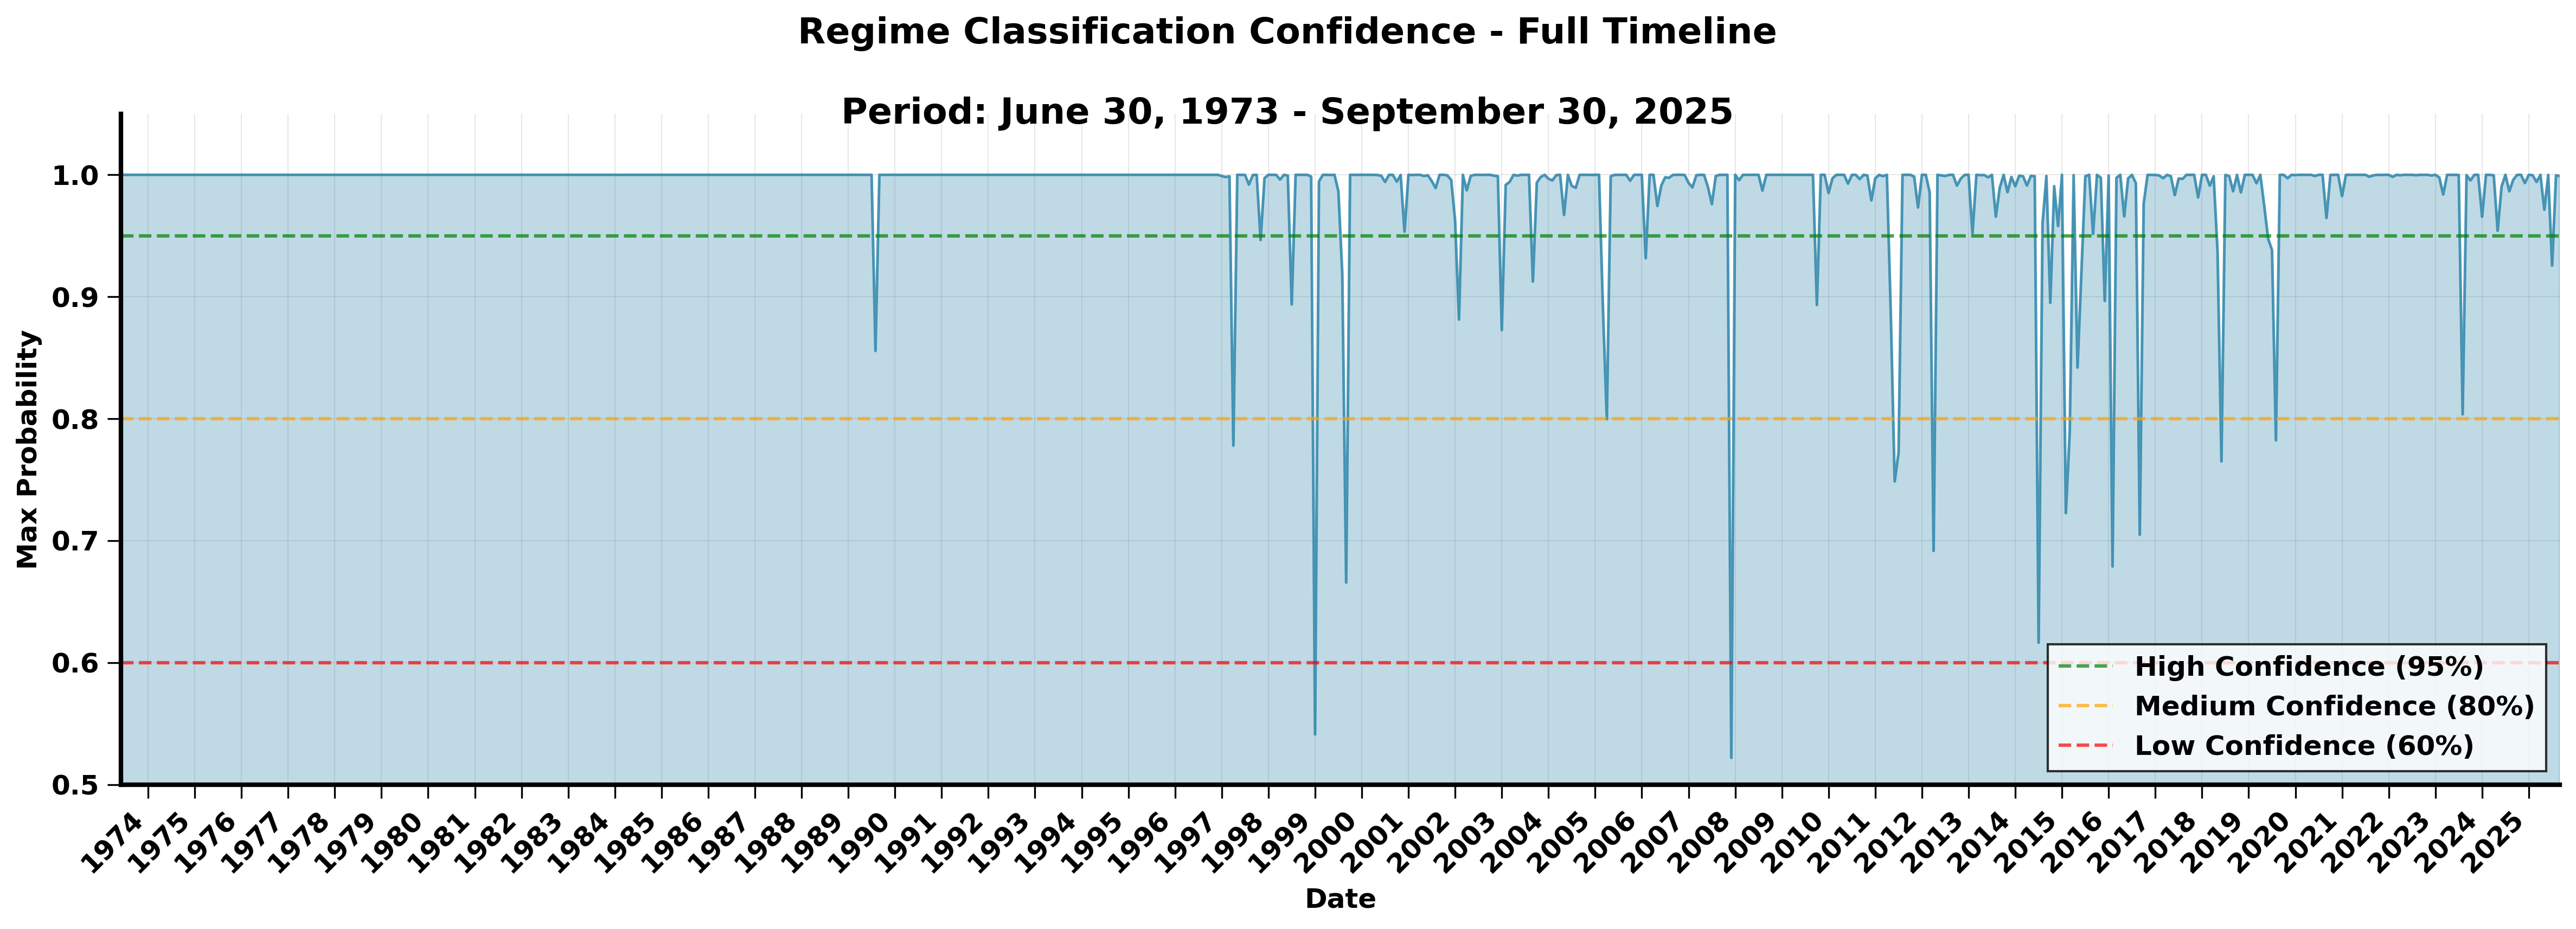 Regime Classification Confidence - Full Timeline
Period: June 30, 1973 - September 30, 2025
Max Probability
1.0
0.9
0.8
0.7
0.6
0.5
High Confidence (95%)
Medium Confidence (80%)
Low Confidence (60%)
1974 1975 1976 1977 1978 1979 1980 1981 1982 1983 1984 1985 1986 1987 1988 1989 1990 1991 1992 1993 1994 1995 1996 1997 1998 1999 2000 2001 2002 2003 2004 2005 2006 2007 2008 2009 2010 2011 2012 2013 2014 2015 2016 2017 2018 2019 2020 2021 2022 2023 2024 2025
Date